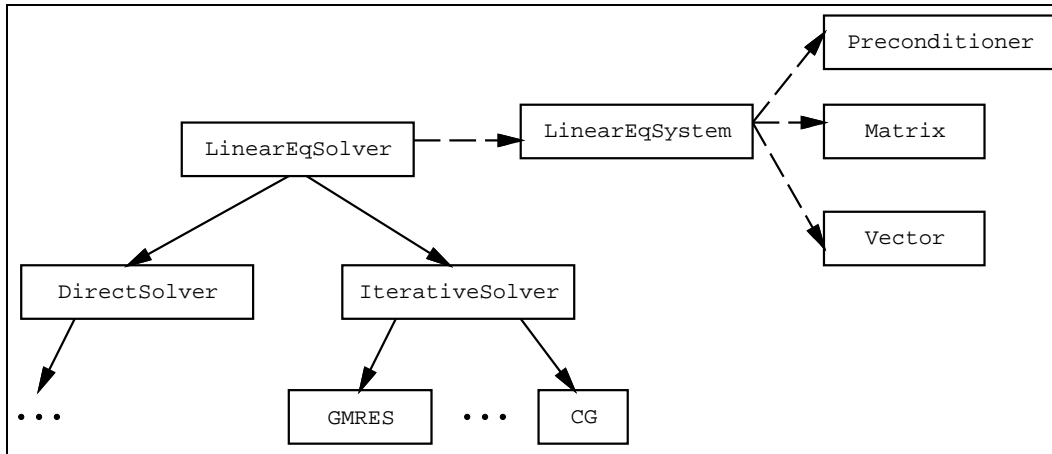 Preconditioner
LinearEqSystem
Matrix
LinearEqSolver
Vector
DirectSolver
IterativeSolver
GMRES
CG